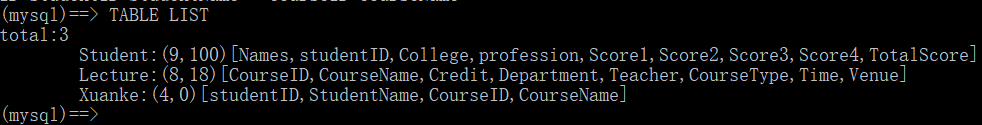 (mysql)==> TABLE LIST
total:3
Student:(9,100)[Names,studentID,College,profession,Score1,Score2,Score3,Score4,TotalScore]
Lecture:(8,18)[CourseID,CourseName,Credit,Department,Teacher,CourseType,Time,Venue]
Xuanke:(4,0)[studentID,StudentName,CourseID,CourseName]
(mysql)==>